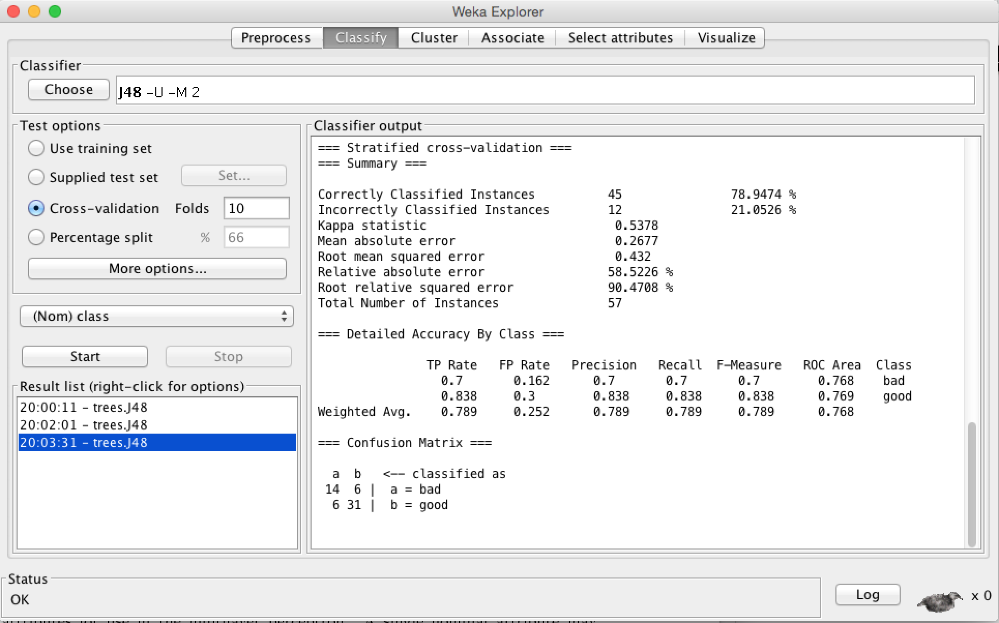 Weka Explorer
Preprocess Classify Cluster Associate Select attributes Visualize
Classifier
Choose J48 -U -M 2
Test options
Use training set
Supplied test set Set...
Cross-validation Folds 10
Percentage split % 66
More options...
(Nom) class
Start Stop
Result list (right-click for options)
20:00:11 - trees.J48
20:02:01 - trees.J48
20:03:31 - trees.J48
Classifier output
=== Stratified cross-validation ===
=== Summary ===
Correctly Classified Instances 45 78.9474 %
Incorrectly Classified Instances 12 21.0526 %
Kappa statistic 0.5378
Mean absolute error 0.2677
Root mean squared error 0.432
Relative absolute error 58.5226 %
Root relative squared error 90.4708 %
Total Number of Instances 57
=== Detailed Accuracy By Class ===
TP Rate FP Rate Precision Recall F-Measure ROC Area Class
0.7 0.162 0.7 0.7 0.7 0.768 bad
0.838 0.3 0.838 0.838 0.838 0.769 good
Weighted Avg. 0.789 0.252 0.789 0.789 0.789 0.768
=== Confusion Matrix ===
a b <-- classified as
14 6 | a = bad
6 31 | b = good
Status
OK
Log x 0